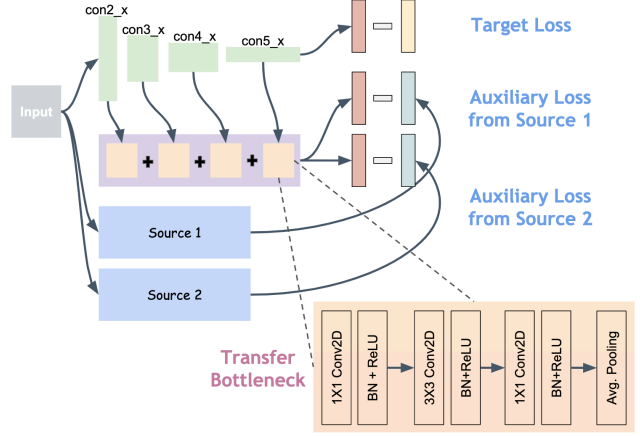 con2_x
con3_x
con4_x
con5_x
Target Loss
Input
Auxiliary Loss
from Source 1
+ + +
Auxiliary Loss
from Source 2
Source 1
Source 2
Transfer
Bottleneck
1X1 Conv2D
BN + ReLU
3X3 Conv2D
BN+ReLU
1X1 Conv2D
BN+ReLU
Avg. Pooling